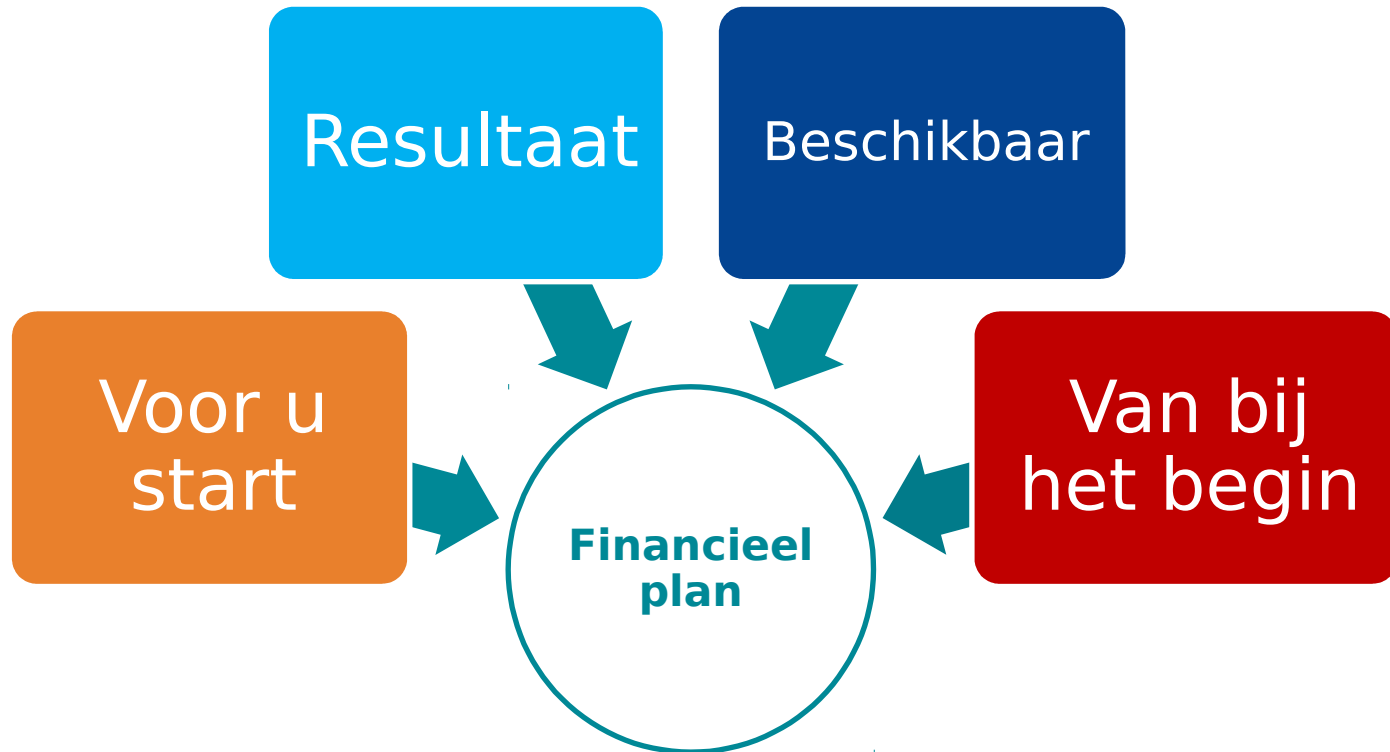 Resultaat
Beschikbaar
Voor u
start
Van bij
het begin
Financieel
plan